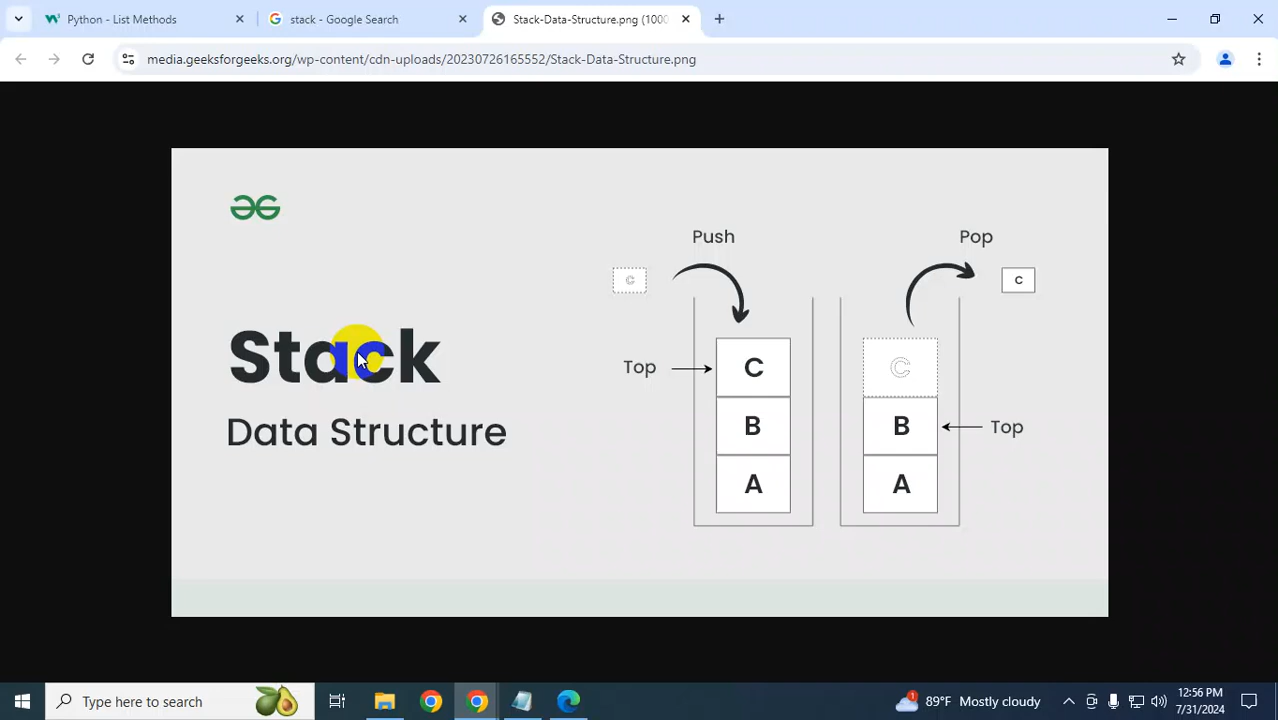 Python - List Methods
stack - Google Search
Stack-Data-Structure.png (1000
media.geeksforgeeks.org/wp-content/cdn-uploads/20230726165552/Stack-Data-Structure.png
Push
Pop
C
C
Stack
Data Structure
Top
C
C
B
B
Top
A
A
Type here to search
1
89°F Mostly cloudy
12:56 PM
7/31/2024